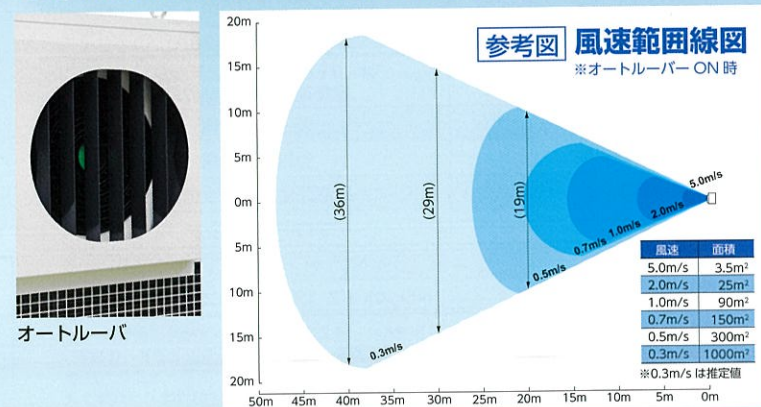 オートルーバ
参考図 風速範囲線図
※オートルーバー ON 時
20m
15m
10m
5m
0m
5m
10m
15m
20m
(36m)
(29m)
(19m)
5.0m/s
2.0m/s
1.0m/s
0.7m/s
0.5m/s
0.3m/s
風速 面積
5.0m/s 3.5m²
2.0m/s 25m²
1.0m/s 90m²
0.7m/s 150m²
0.5m/s 300m²
0.3m/s 1000m²
※0.3m/s は推定値
50m 45m 40m 35m 30m 25m 20m 15m 10m 5m 0m